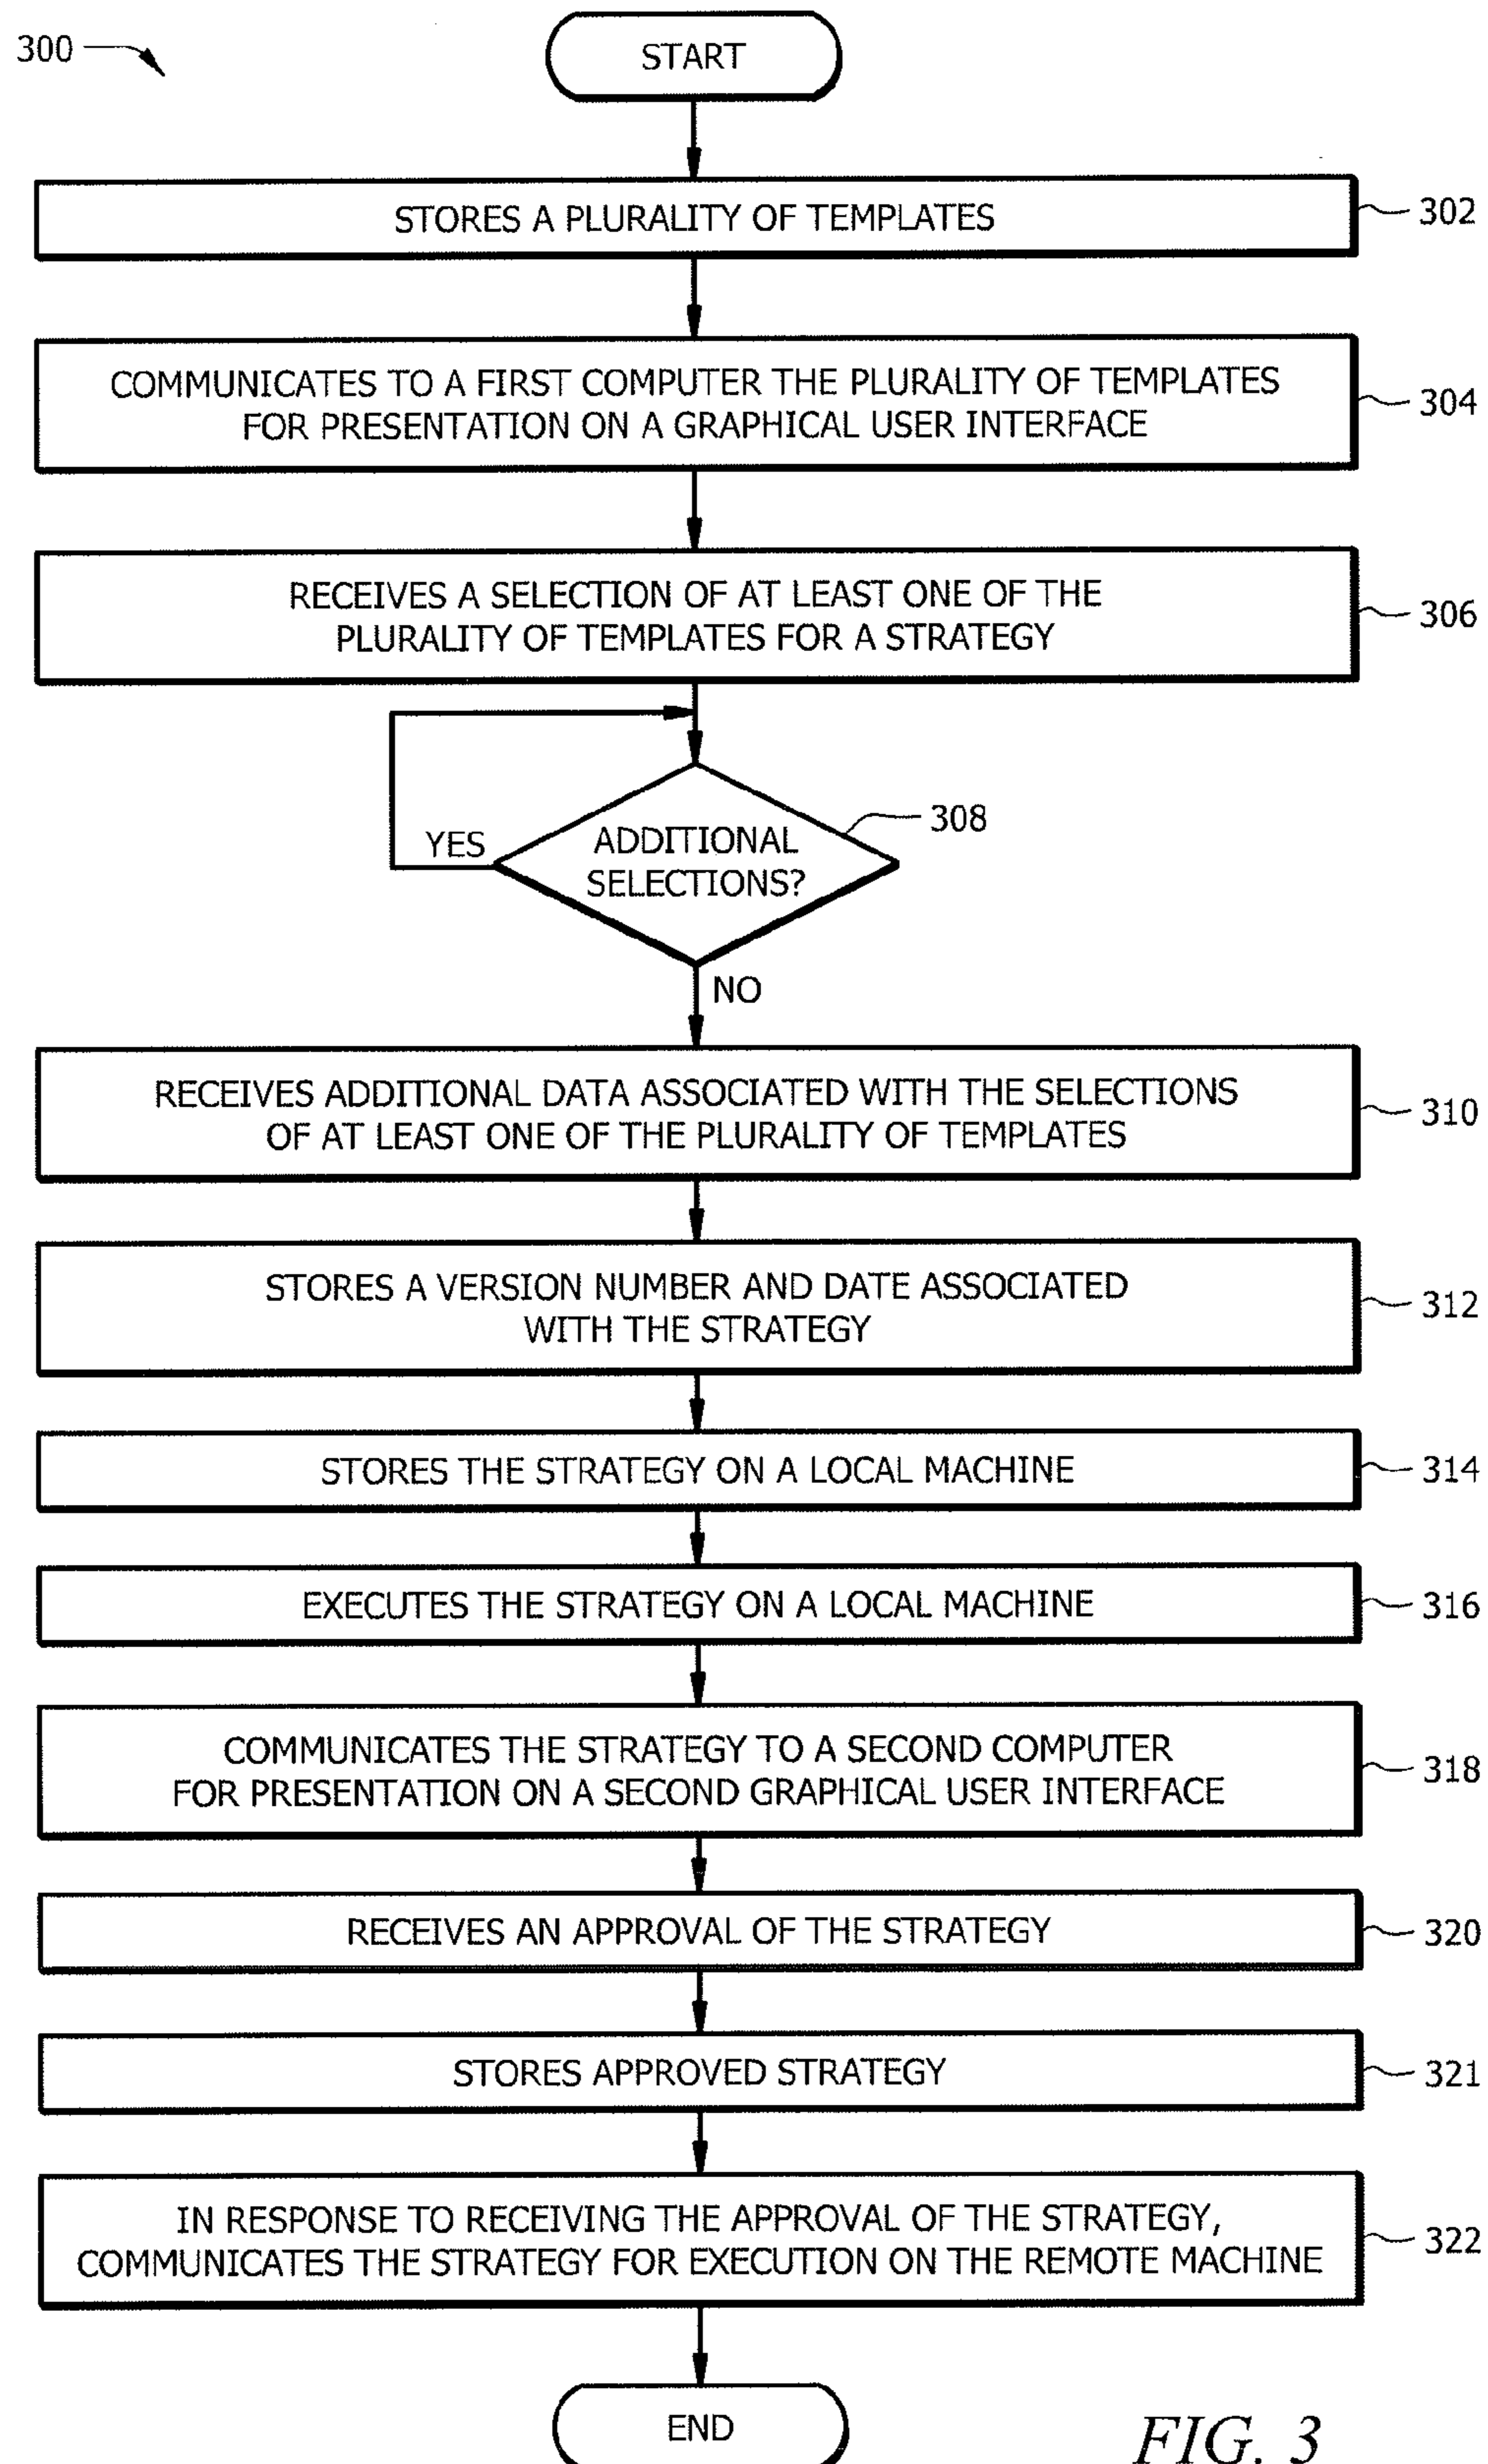 300
START
STORES A PLURALITY OF TEMPLATES
302
COMMUNICATES TO A FIRST COMPUTER THE PLURALITY OF TEMPLATES
FOR PRESENTATION ON A GRAPHICAL USER INTERFACE
304
RECEIVES A SELECTION OF AT LEAST ONE OF THE
PLURALITY OF TEMPLATES FOR A STRATEGY
306
YES
ADDITIONAL
SELECTIONS?
308
NO
RECEIVES ADDITIONAL DATA ASSOCIATED WITH THE SELECTIONS
OF AT LEAST ONE OF THE PLURALITY OF TEMPLATES
310
STORES A VERSION NUMBER AND DATE ASSOCIATED
WITH THE STRATEGY
312
STORES THE STRATEGY ON A LOCAL MACHINE
314
EXECUTES THE STRATEGY ON A LOCAL MACHINE
316
COMMUNICATES THE STRATEGY TO A SECOND COMPUTER
FOR PRESENTATION ON A SECOND GRAPHICAL USER INTERFACE
318
RECEIVES AN APPROVAL OF THE STRATEGY
320
STORES APPROVED STRATEGY
321
IN RESPONSE TO RECEIVING THE APPROVAL OF THE STRATEGY,
COMMUNICATES THE STRATEGY FOR EXECUTION ON THE REMOTE MACHINE
322
END
FIG. 3